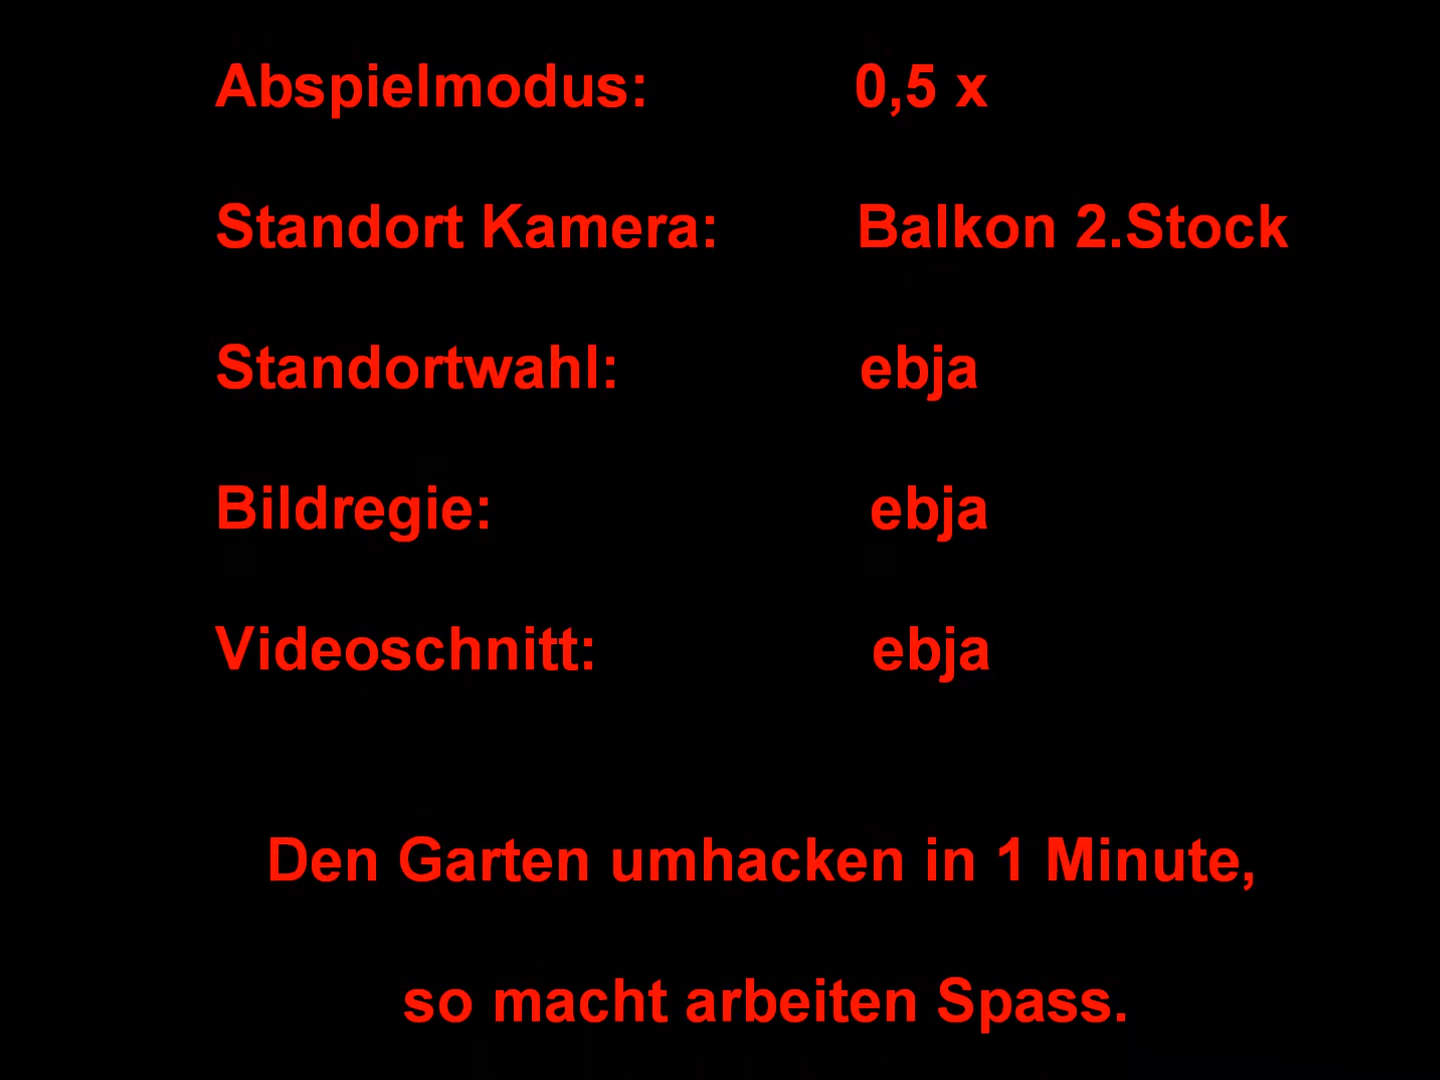 Abspielmodus: 0,5 x
Standort Kamera: Balkon 2.Stock
Standortwahl: ebja
Bildregie: ebja
Videoschnitt: ebja
Den Garten umhacken in 1 Minute,
so macht arbeiten Spass.